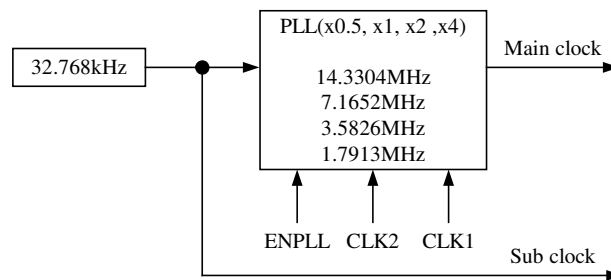 PLL(x0.5, x1, x2 ,x4)
Main clock
32.768kHz
14.3304MHz
7.1652MHz
3.5826MHz
1.7913MHz
ENPLL CLK2 CLK1
Sub clock